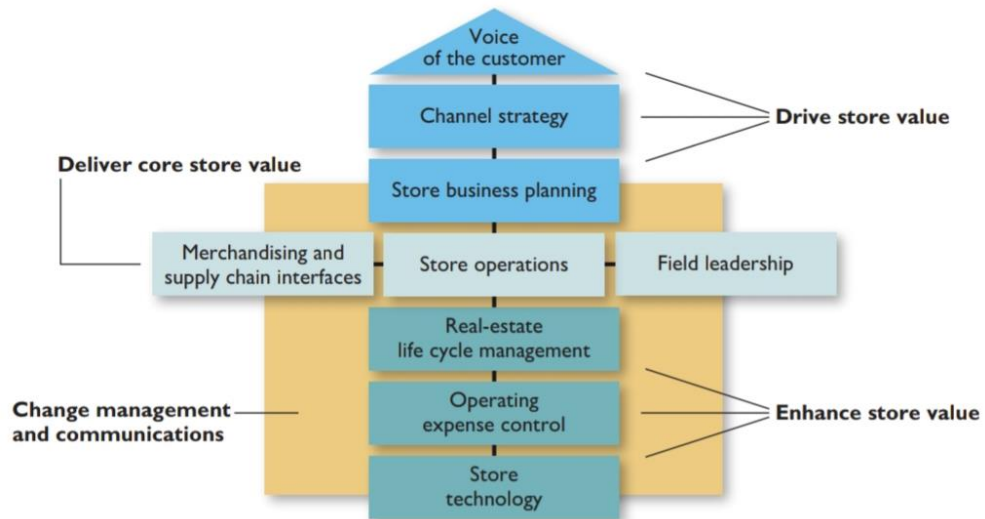 Voice
of the customer
Channel strategy
Drive store value
Deliver core store value
Store business planning
Merchandising and
supply chain interfaces
Store operations
Field leadership
Real-estate
life cycle management
Change management
and communications
Operating
expense control
Enhance store value
Store
technology